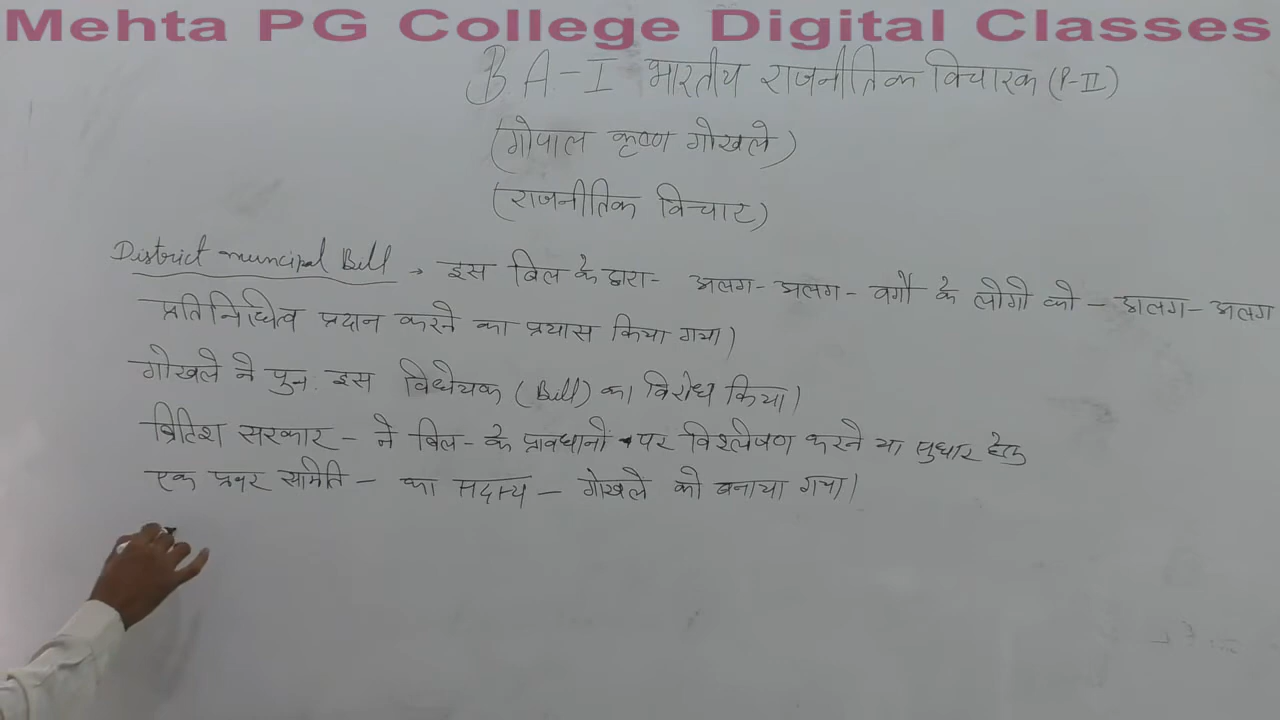 Mehta PG College Digital Classes
B.A.-I भारतीय राजनीतिक विचारक (P-II)
(गोपाल कृष्ण गोखले)
(राजनीतिक विचार)
District muncipal Bill → इस बिल के द्वारा- अलग-अलग- वर्गों के लोगो को - अलग-अलग
प्रतिनिधित्व प्रदान करने का प्रयास किया गया।
गोखले ने पुन: इस विधेयक (Bill) का विरोध किया।
ब्रिटिश सरकार - ने बिल- के प्रावधानों पर विश्लेषण करने या सुधार हेतु
एक प्रवर समिति - का सदस्य - गोखले को बनाया गया।